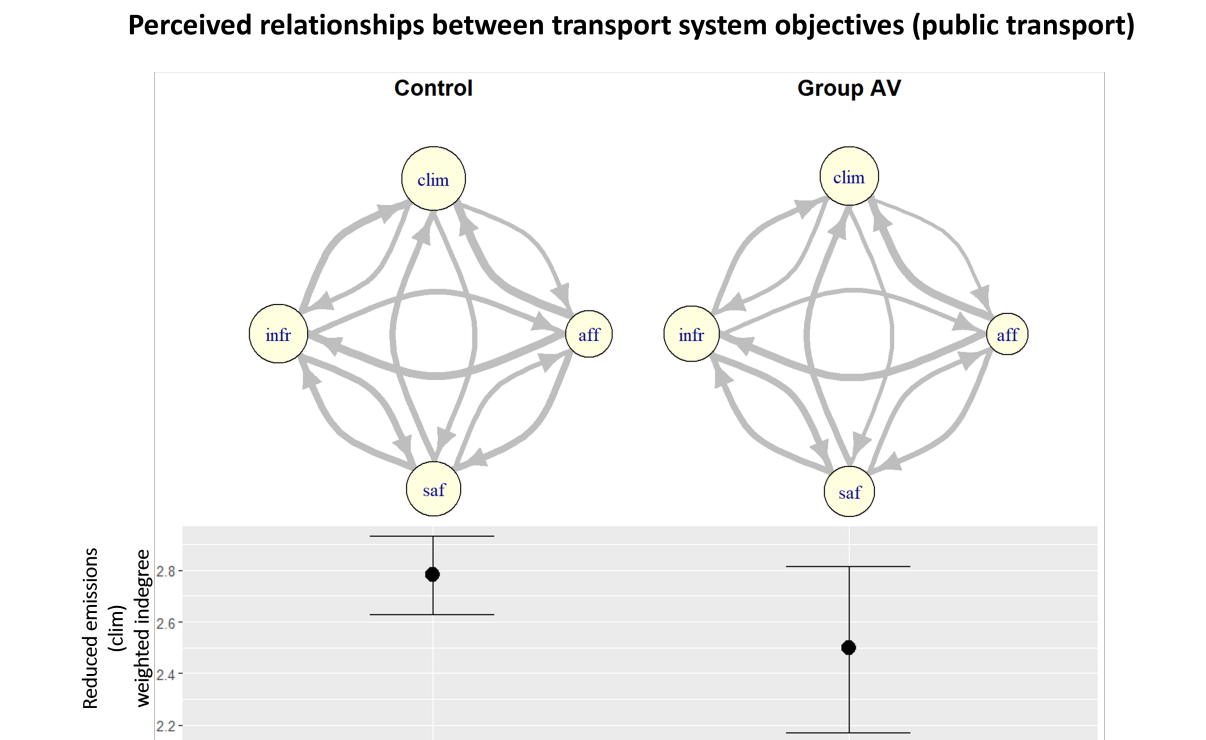 Perceived relationships between transport system objectives (public transport)
Control
Group AV
clim
clim
infr
aff
infr
aff
saf
saf
Reduced emissions
(clim)
weighted indegree
2.8
2.6
2.4
2.2